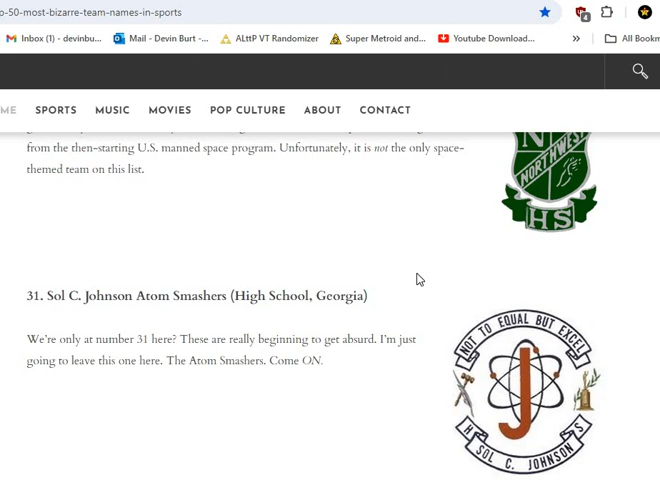 p-50-most-bizarre-team-names-in-sports
4
Inbox (1) - devinbu...
Mail - Devin Burt -...
ALttP VT Randomizer
Super Metroid and...
Youtube Download...
»
All Bookm
ME
SPORTS
MUSIC
MOVIES
POP CULTURE
ABOUT
CONTACT
from the then-starting U.S. manned space program. Unfortunately, it is not the only space-
themed team on this list.
N
NORTHWEST
HS
31. Sol C. Johnson Atom Smashers (High School, Georgia)
We're only at number 31 here? These are really beginning to get absurd. I'm just
going to leave this one here. The Atom Smashers. Come ON.
NOT TO EQUAL BUT EXCEL
J
H S
SOL C. JOHNSON